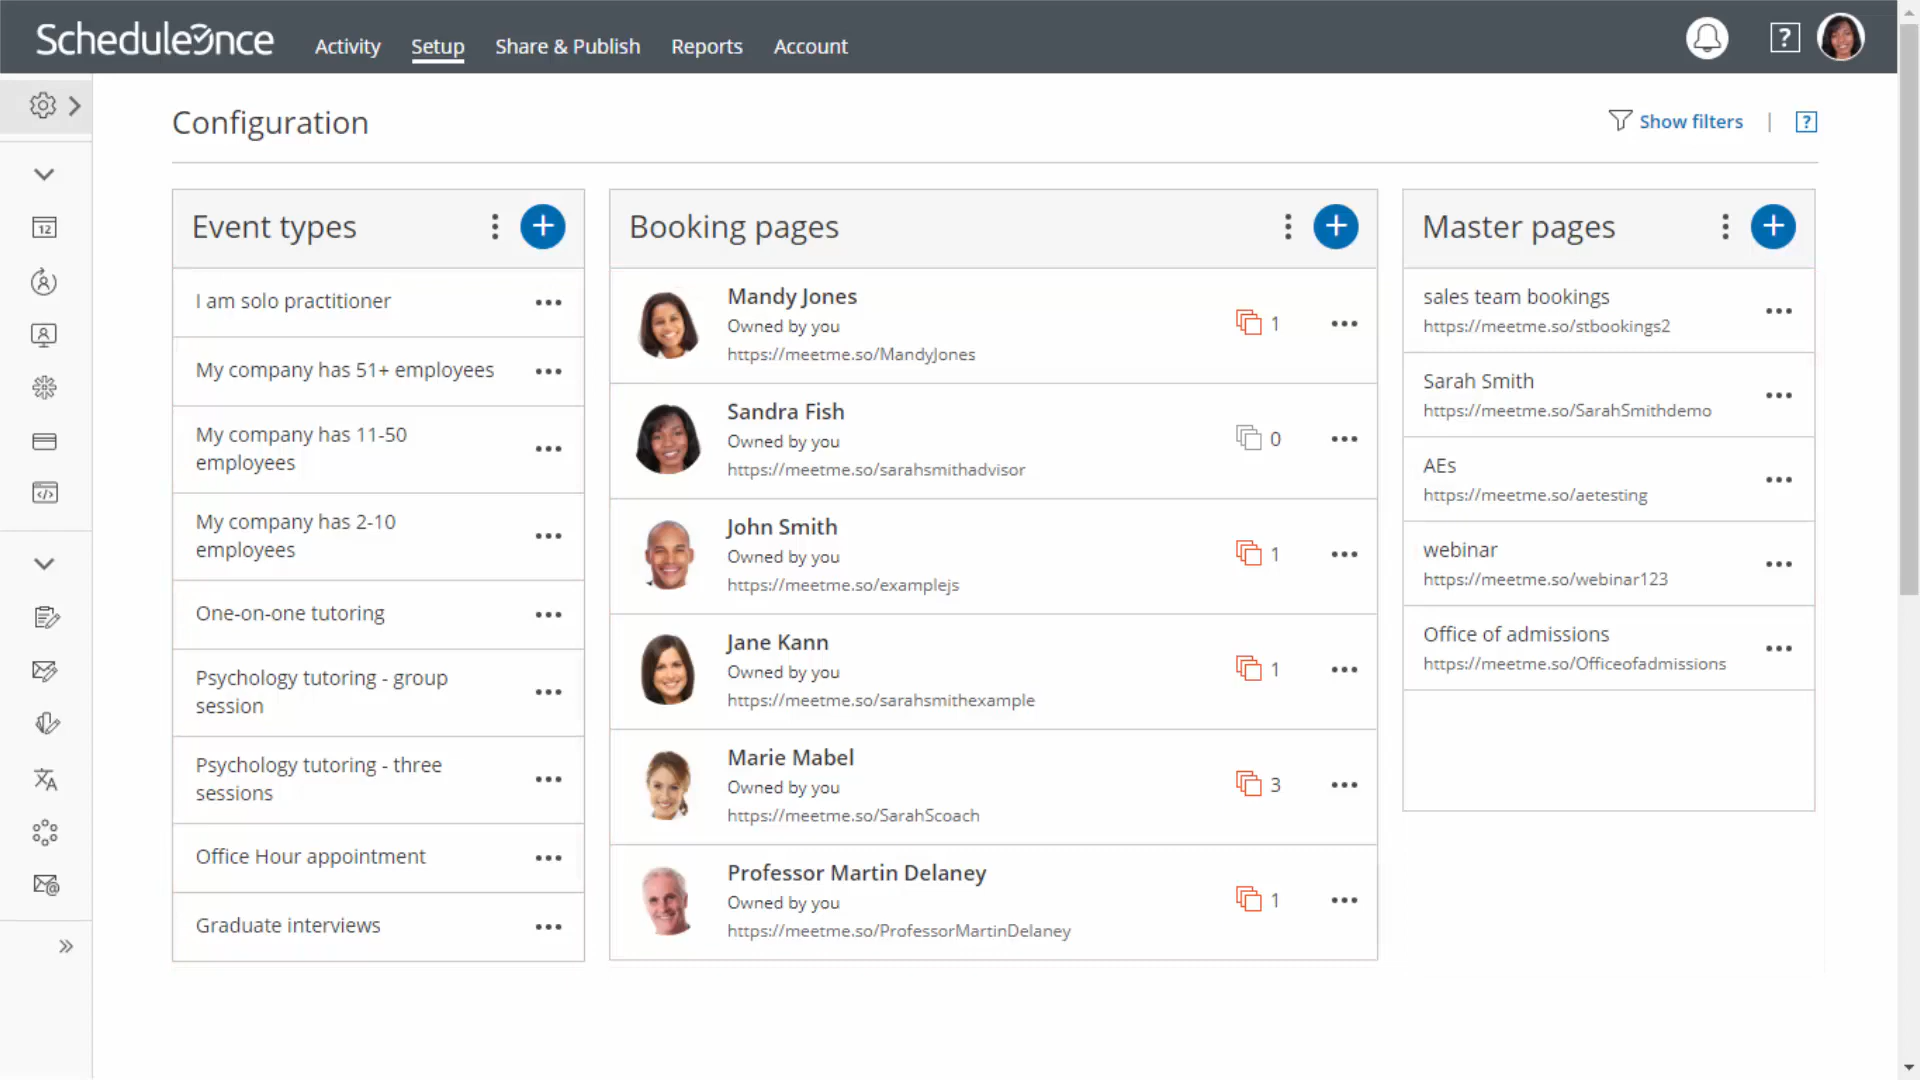 ScheduleOnce
Activity
Setup
Share & Publish
Reports
Account
?
Configuration
Show filters
?
12
Event types
I am solo practitioner
My company has 51+ employees
My company has 11-50
employees
My company has 2-10
employees
One-on-one tutoring
Psychology tutoring - group
session
Psychology tutoring - three
sessions
Office Hour appointment
Graduate interviews
Booking pages
Mandy Jones
Owned by you
https://meetme.so/MandyJones
1
Sandra Fish
Owned by you
https://meetme.so/sarahsmithadvisor
0
John Smith
Owned by you
https://meetme.so/examplejs
1
Jane Kann
Owned by you
https://meetme.so/sarahsmithexample
1
Marie Mabel
Owned by you
https://meetme.so/SarahScoach
3
Professor Martin Delaney
Owned by you
https://meetme.so/ProfessorMartinDelaney
1
Master pages
sales team bookings
https://meetme.so/stbookings2
Sarah Smith
https://meetme.so/SarahSmithdemo
AEs
https://meetme.so/aetesting
webinar
https://meetme.so/webinar123
Office of admissions
https://meetme.so/Officeofadmissions